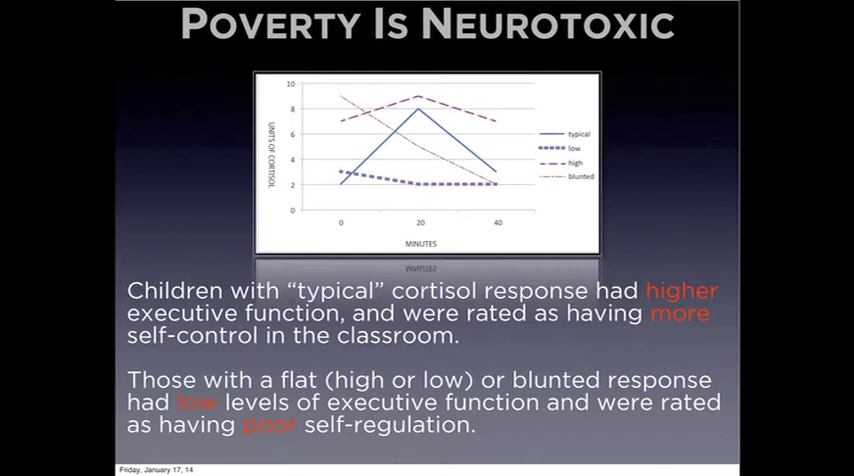 POVERTY IS NEUROTOXIC
10
8
6
4
2
0
UNITS OF CORTISOL
0 20 40
MINUTES
typical
low
high
blunted
MINUTES
Children with “typical” cortisol response had higher
executive function, and were rated as having more
self-control in the classroom.
Those with a flat (high or low) or blunted response
had low levels of executive function and were rated
as having poor self-regulation.
Friday, January 17, 14